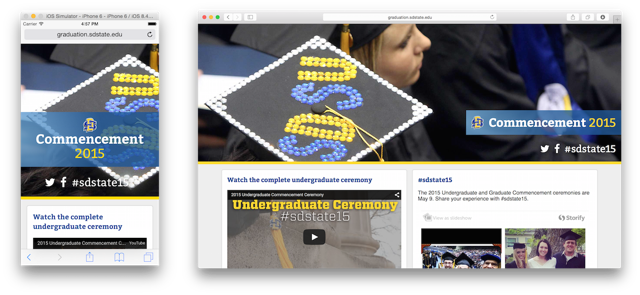 iOS Simulator - iPhone 6 - iPhone 6 / iOS 8.4...
Carrier
4:57 PM
graduation.sdstate.edu
Commencement
2015
#sdstate15
Watch the complete
undergraduate ceremony
2015 Undergraduate Commencement C...
YouTube
graduation.sdstate.edu
SDSU
Commencement 2015
#sdstate15
Watch the complete undergraduate ceremony
2015 Undergraduate Commencement Ceremony
Undergraduate Ceremony
#sdstate15
#sdstate15
The 2015 Undergraduate and Graduate Commencement ceremonies are
May 9. Share your experience with #sdstate15.
View as slideshow
Storify